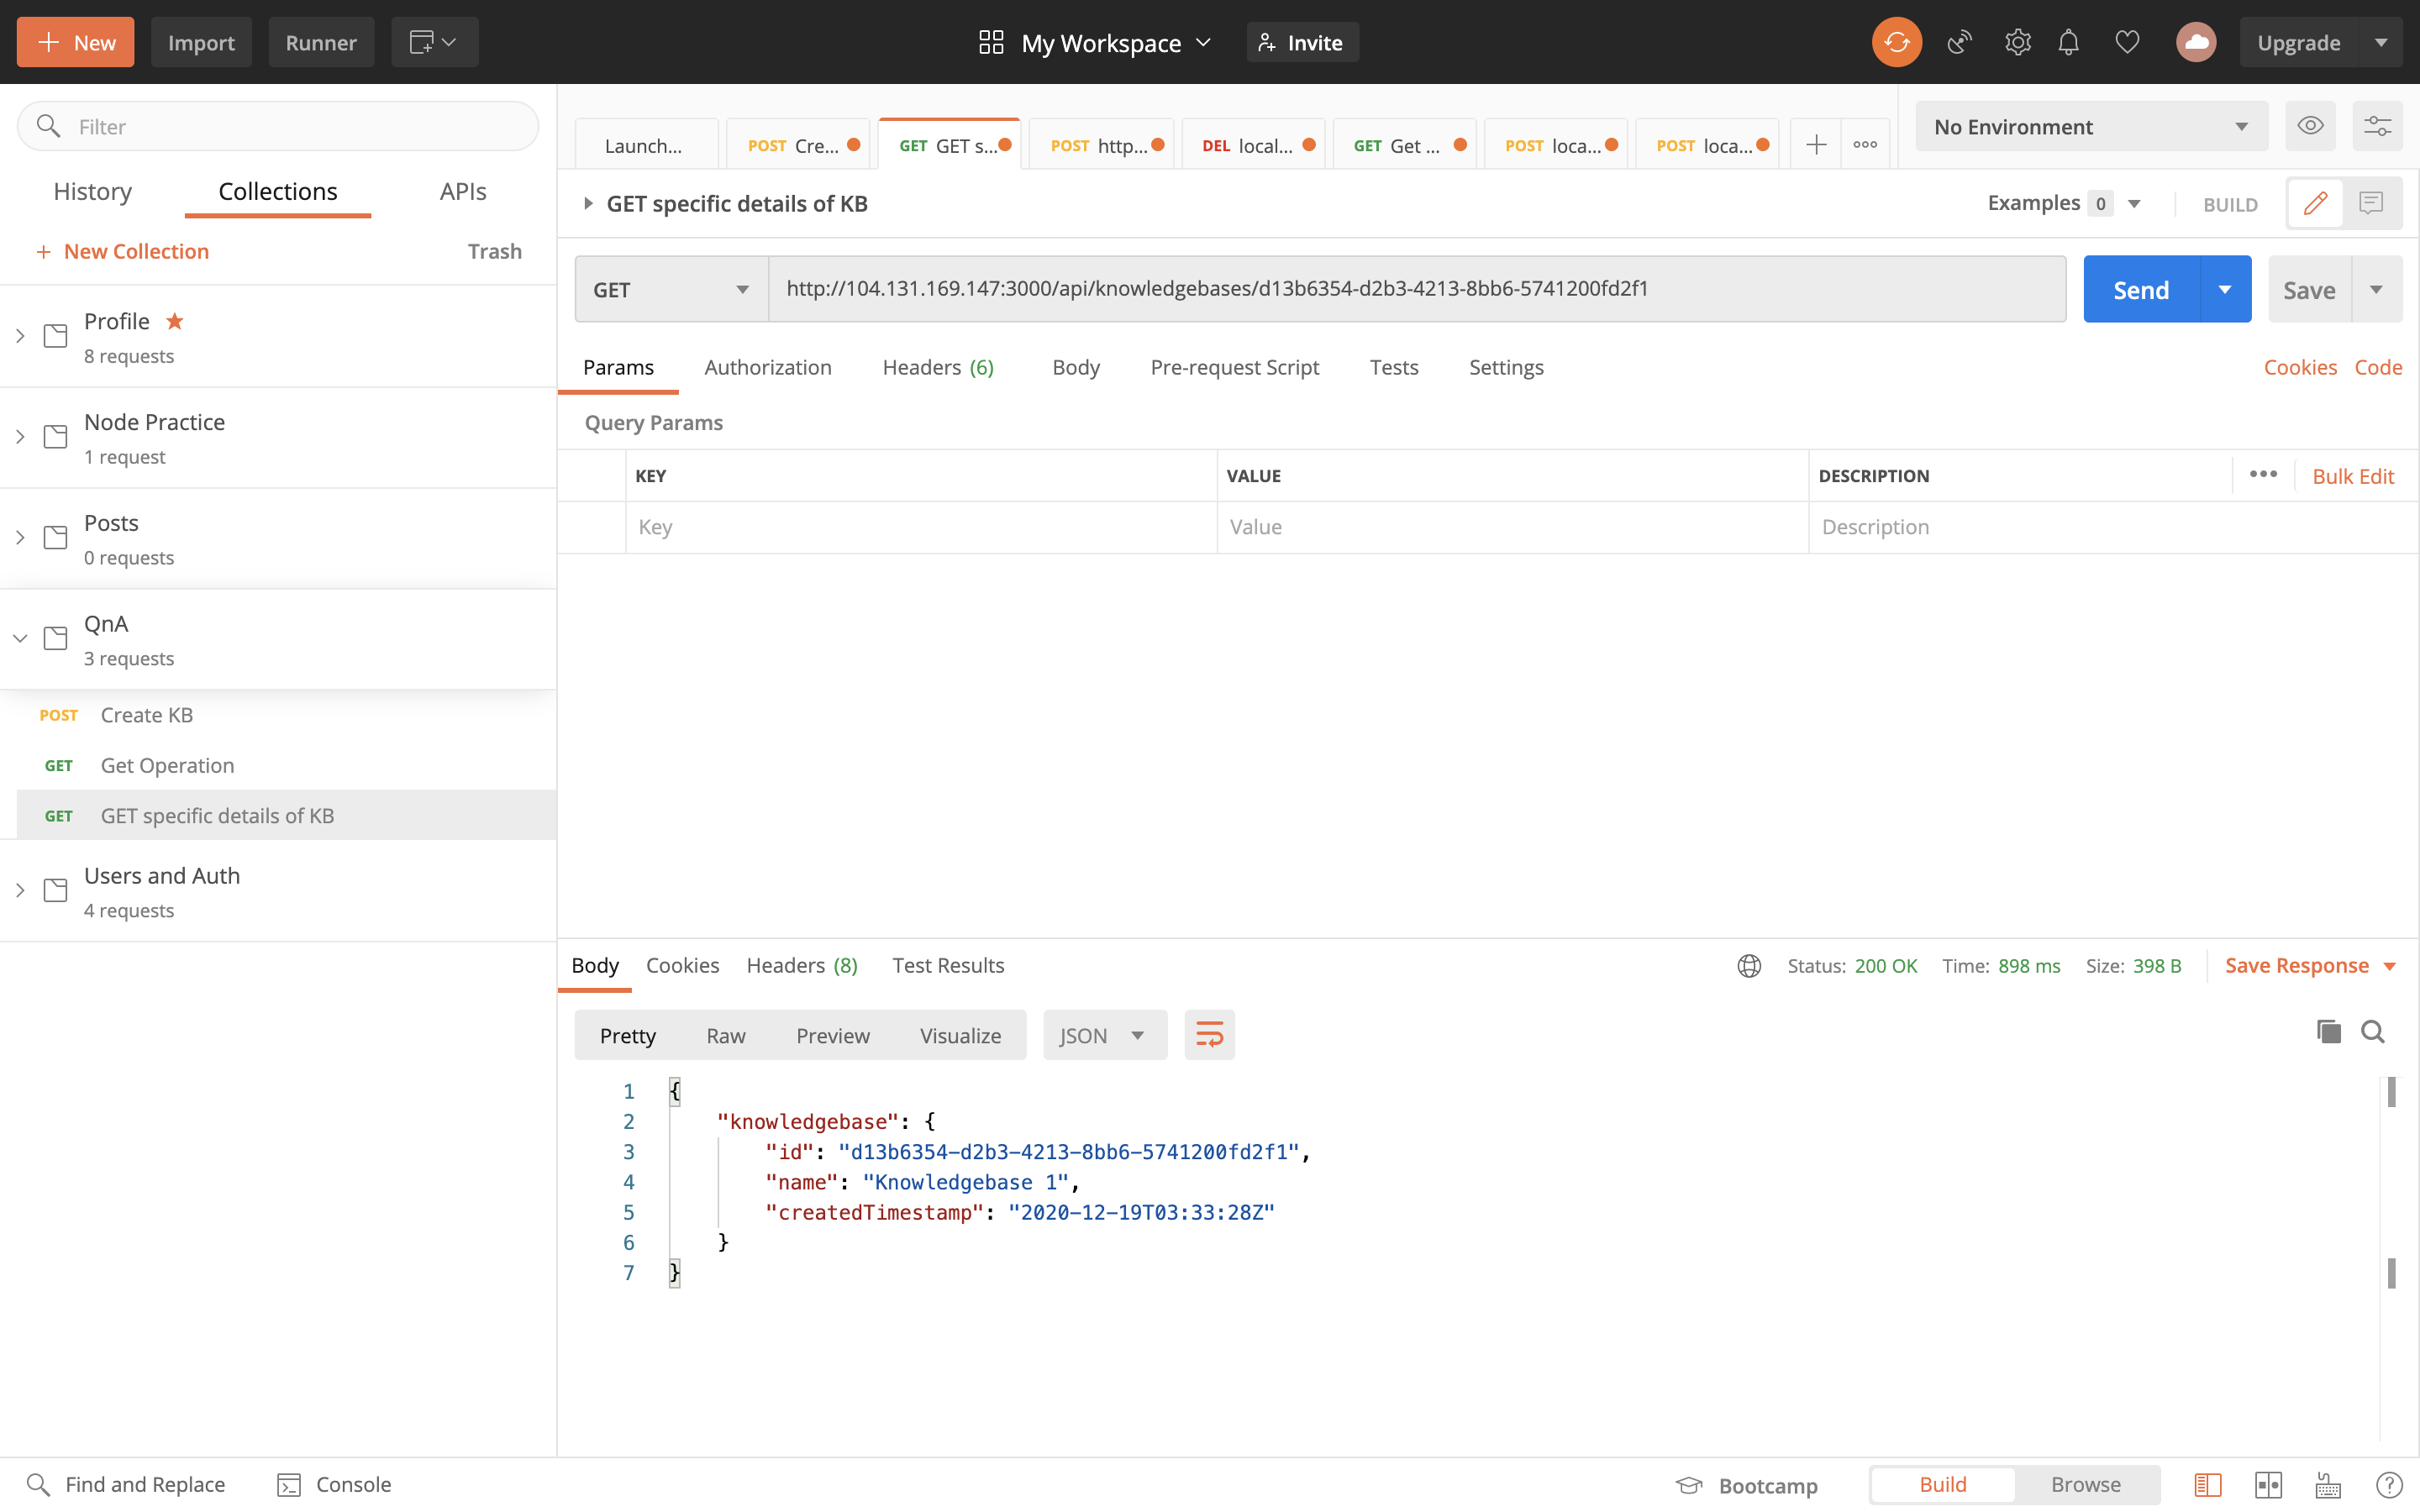 New
Import
Runner
My Workspace
Invite
Upgrade
Filter
History
Collections
APIs
+ New Collection
Trash
Profile
8 requests
Node Practice
1 request
Posts
0 requests
QnA
3 requests
POST Create KB
GET Get Operation
GET GET specific details of KB
Users and Auth
4 requests
Launch...
POST Cre...
GET GET s...
POST http...
DEL local...
GET Get ...
POST loca...
POST loca...
No Environment
GET specific details of KB
Examples 0
BUILD
GET
http://104.131.169.147:3000/api/knowledgebases/d13b6354-d2b3-4213-8bb6-5741200fd2f1
Send
Save
Params
Authorization
Headers (6)
Body
Pre-request Script
Tests
Settings
Cookies
Code
Query Params
KEY
VALUE
DESCRIPTION
Bulk Edit
Key
Value
Description
Body
Cookies
Headers (8)
Test Results
Status: 200 OK
Time: 898 ms
Size: 398 B
Save Response
Pretty
Raw
Preview
Visualize
JSON
1 {
2 "knowledgebase": {
3 "id": "d13b6354-d2b3-4213-8bb6-5741200fd2f1",
4 "name": "Knowledgebase 1",
5 "createdTimestamp": "2020-12-19T03:33:28Z"
6 }
7 }
Find and Replace
Console
Bootcamp
Build
Browse